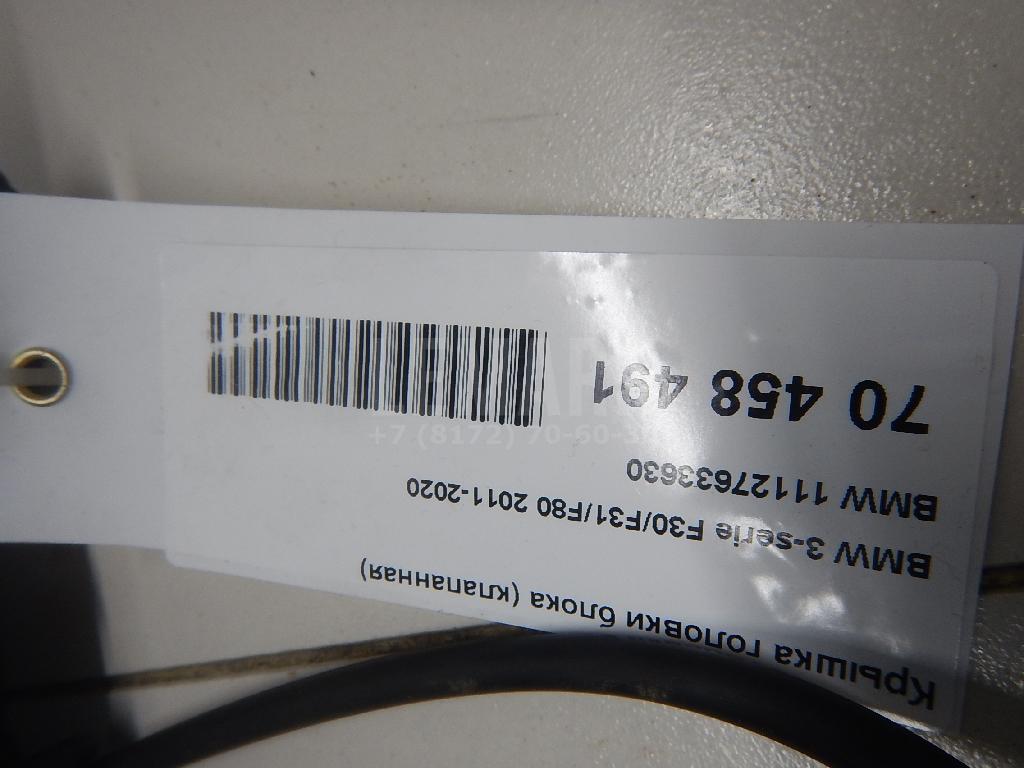 Крышка головки блока (клапанная)
BMW 3-serie F30/F31/F80 2011-2020
BMW 11127633630
70 458 491
+7 (8172) 70-60-3